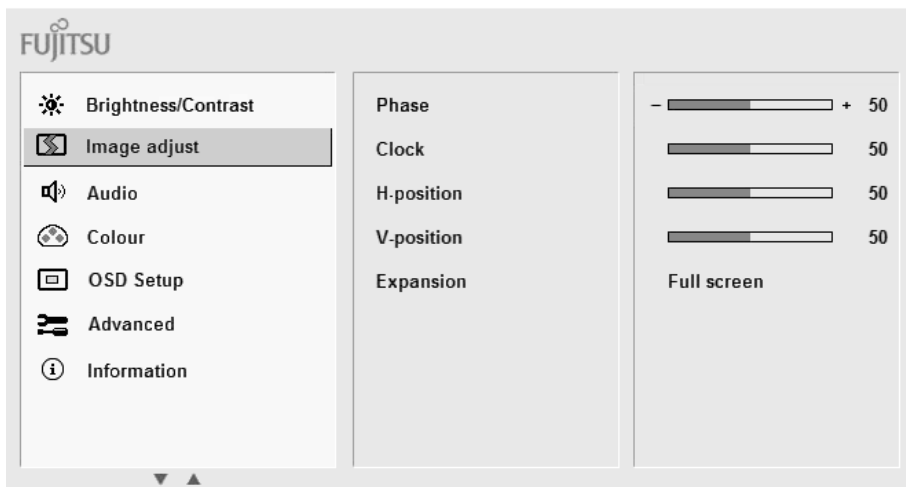 FUJITSU
Brightness/Contrast
Image adjust
Audio
Colour
OSD Setup
Advanced
Information
Phase - + 50
Clock 50
H-position 50
V-position 50
Expansion Full screen